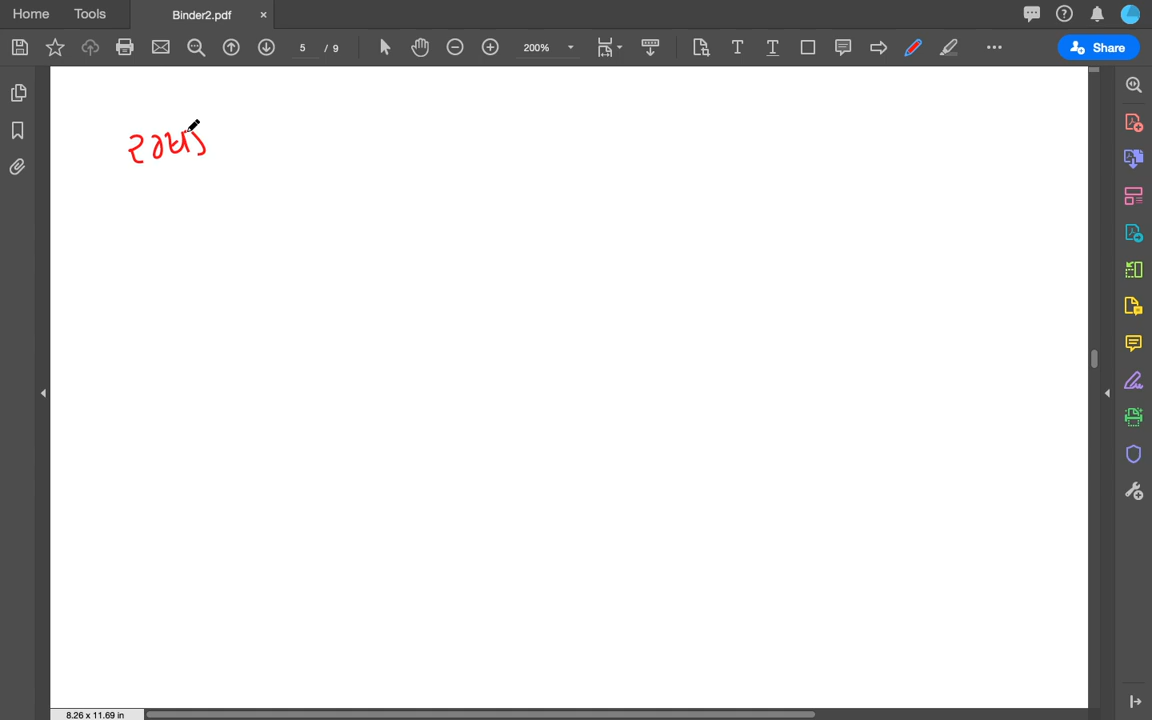 Home Tools Binder2.pdf ×
5 / 9 200% Share
8.26 x 11.69 in